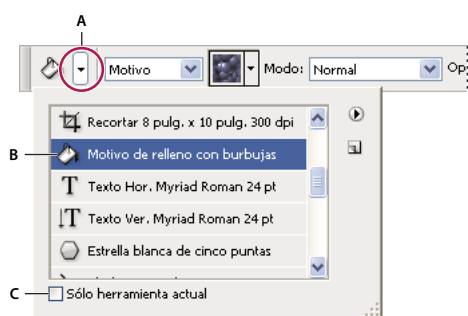 A
Motivo Modo: Normal Op
Recortar 8 pulg. x 10 pulg. 300 dpi
B Motivo de relleno con burbujas
Texto Hor. Myriad Roman 24 pt
Texto Ver. Myriad Roman 24 pt
Estrella blanca de cinco puntas
C Sólo herramienta actual